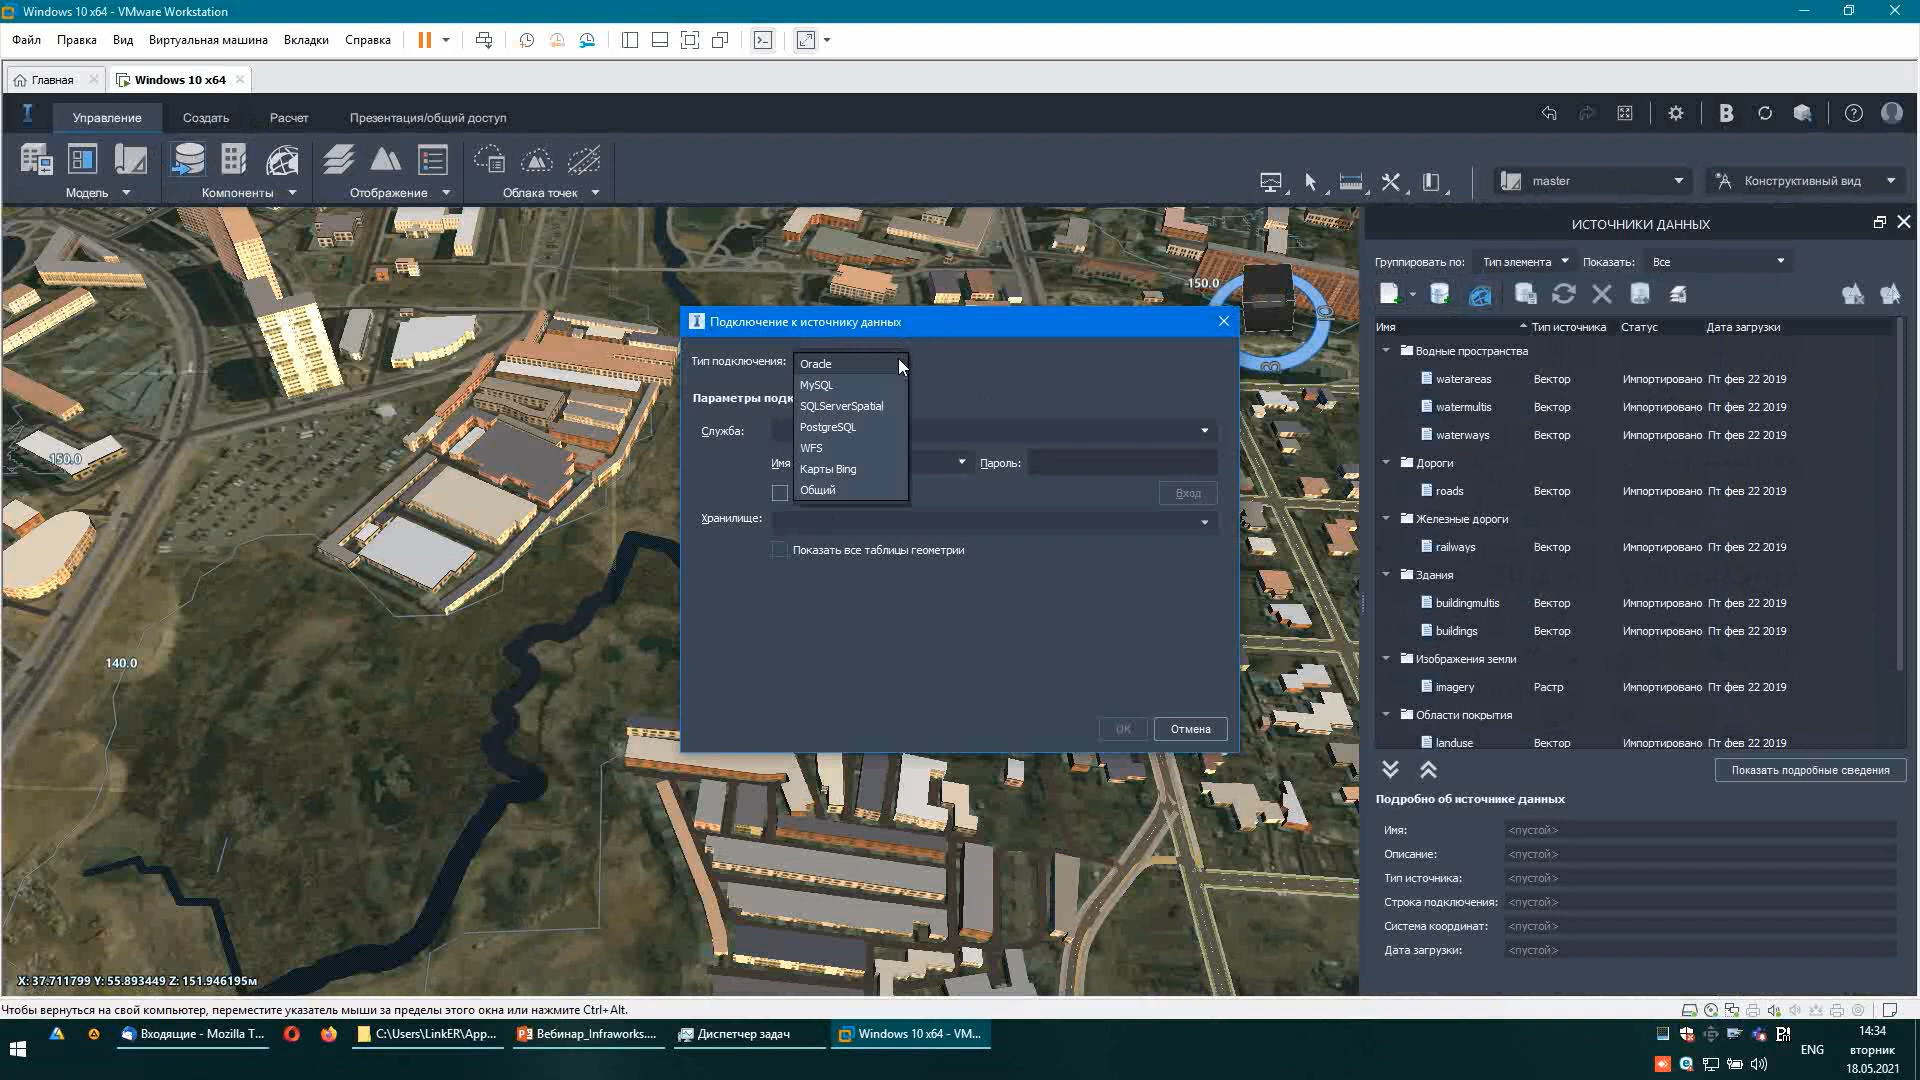 Windows 10 x64 - VMware Workstation
Файл Правка Вид Виртуальная машина Вкладки Справка
Главная Windows 10 x64
Управление Создать Расчет Презентация/общий доступ
Модель Компоненты Отображение Облака точек
master Конструктивный вид
ИСТОЧНИКИ ДАННЫХ
Группировать по: Тип элемента Показать: Все
Имя Тип источника Статус Дата загрузки
Водные пространства
waterareas Вектор Импортировано Пт фев 22 2019
watermultis Вектор Импортировано Пт фев 22 2019
waterways Вектор Импортировано Пт фев 22 2019
Дороги
roads Вектор Импортировано Пт фев 22 2019
Железные дороги
railways Вектор Импортировано Пт фев 22 2019
Здания
buildingmultis Вектор Импортировано Пт фев 22 2019
buildings Вектор Импортировано Пт фев 22 2019
Изображения земли
imagery Растр Импортировано Пт фев 22 2019
Области покрытия
landuse Вектор Импортировано Пт фев 22 2019
Показать подробные сведения
Подробно об источнике данных
Имя: <пустой>
Описание: <пустой>
Тип источника: <пустой>
Строка подключения: <пустой>
Система координат: <пустой>
Дата загрузки: <пустой>
Подключение к источнику данных
Тип подключения:
Oracle
MySQL
SQLServerSpatial
PostgreSQL
WFS
Карты Bing
Общий
Параметры подк
Служба:
Имя Пароль:
Вход
Хранилище:
Показать все таблицы геометрии
OK Отмена
150.0
150.0
140.0
X: 37.711799 Y: 55.893449 Z: 151.946195м
Чтобы вернуться на свой компьютер, переместите указатель мыши за пределы этого окна или нажмите Ctrl+Alt.
Входящие - Mozilla T... C:\Users\LinkER\App... Вебинар_Infraworks.... Диспетчер задач Windows 10 x64 - VM...
ENG
14:34
вторник
18.05.2021